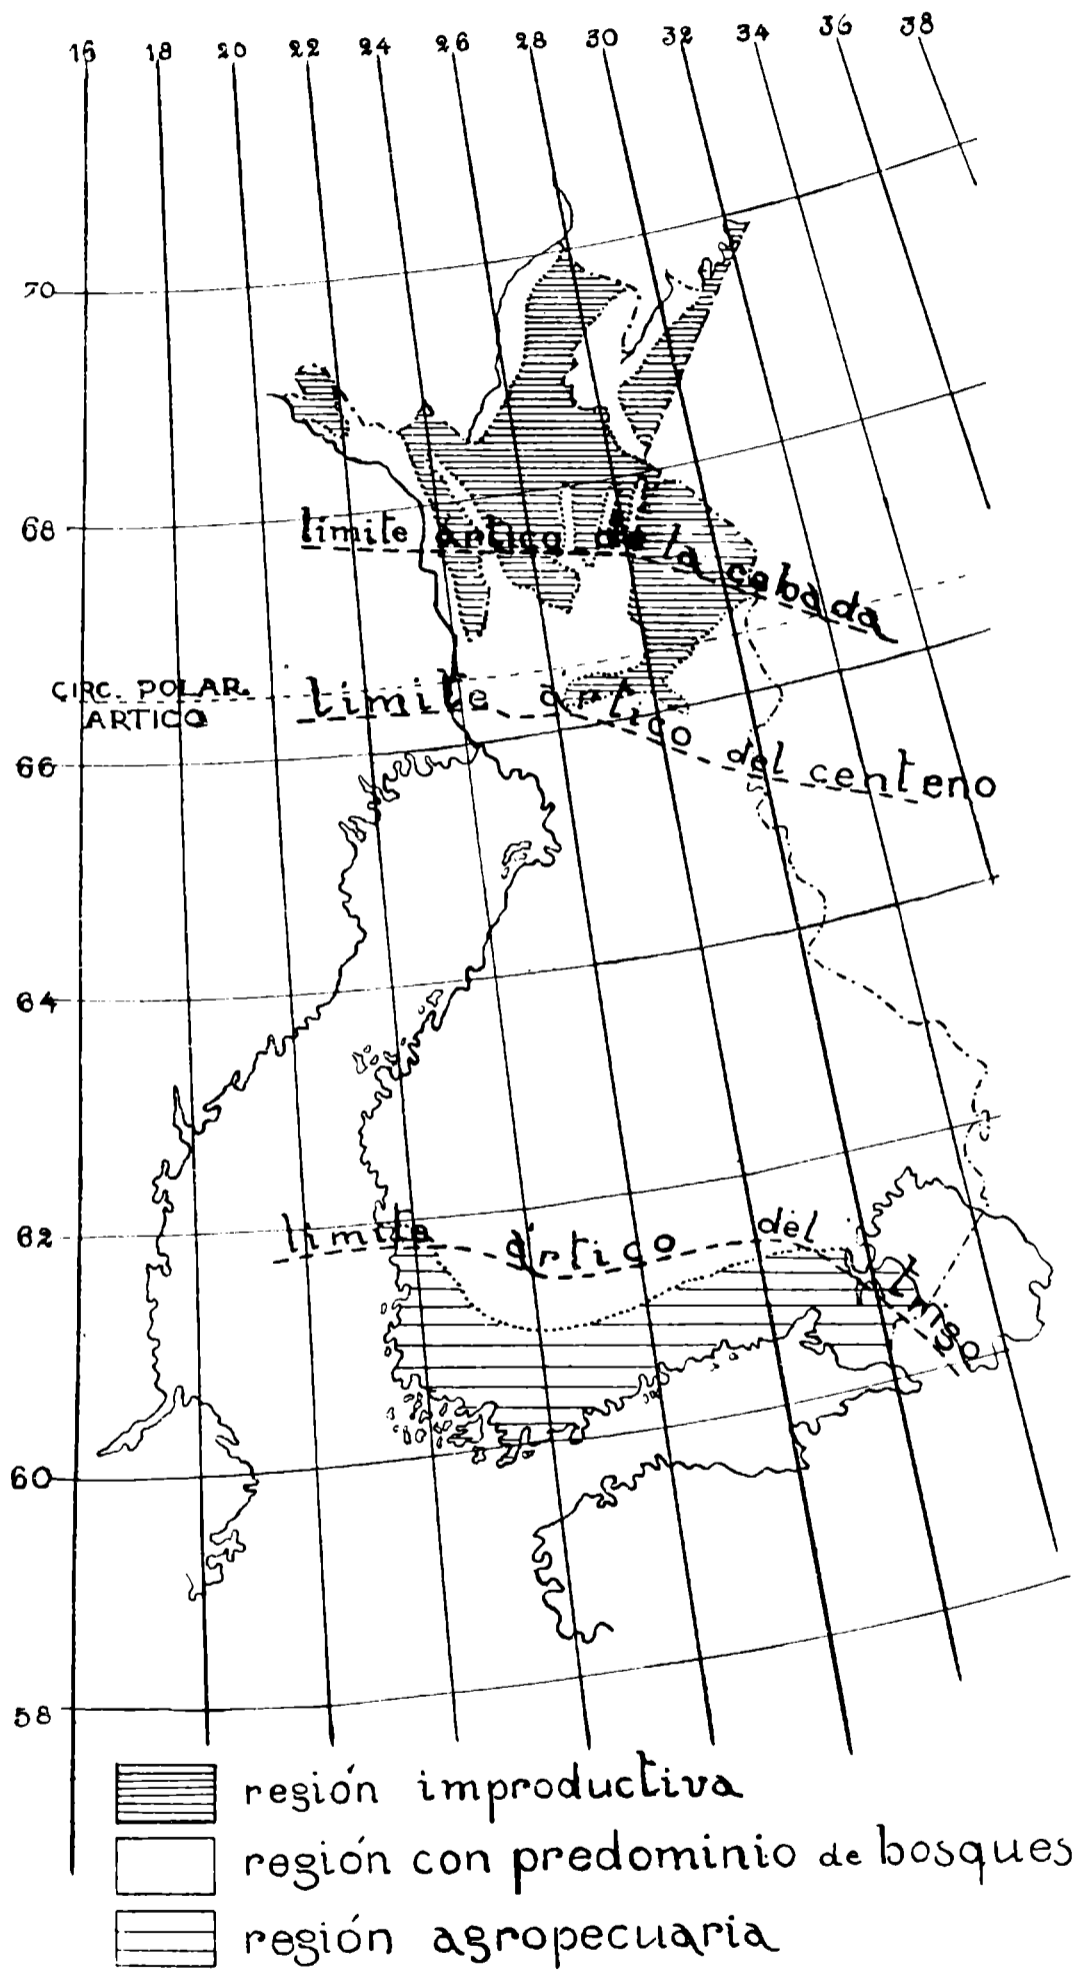 16 18 20 22 24 26 28 30 32 34 36 38
70
68
límite ártico de la cebada
CIRC. POLAR.
ARTICO
límite ártico del centeno
66
64
62
límite ártico del trigo
60
58
región improductiva
región con predominio de bosques
región agropecuaria